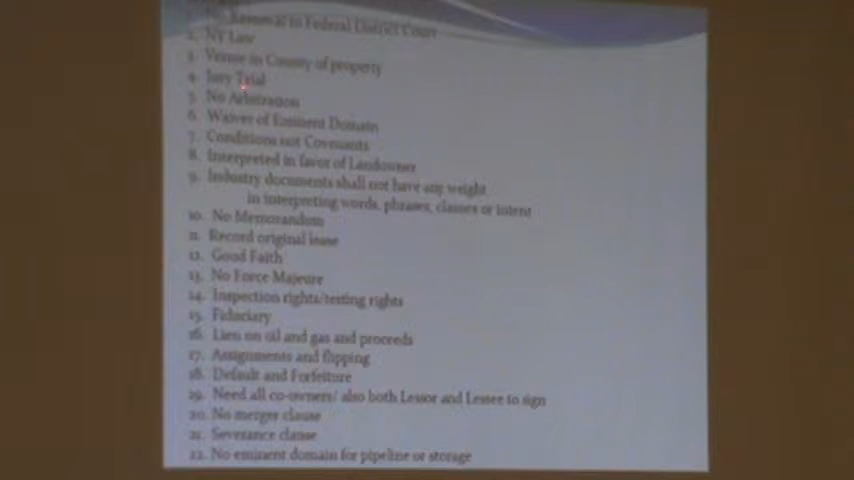 1. No Removal to Federal District Court
2. NY Law
3. Venue in County of property
4. Jury Trial
5. No Arbitration
6. Waiver of Eminent Domain
7. Conditions not Covenants
8. Interpreted in favor of Landowner
9. Industry documents shall not have any weight
in interpreting words, phrases, classes or intent
10. No Memorandum
11. Record original lease
12. Good Faith
13. No Force Majeure
14. Inspection rights/testing rights
15. Fiduciary
16. Lien on oil and gas and proceeds
17. Assignments and flipping
18. Default and Forfeiture
19. Need all co-owners/ also both Lessor and Lessee to sign
20. No merger clause
21. Severance clause
22. No eminent domain for pipeline or storage